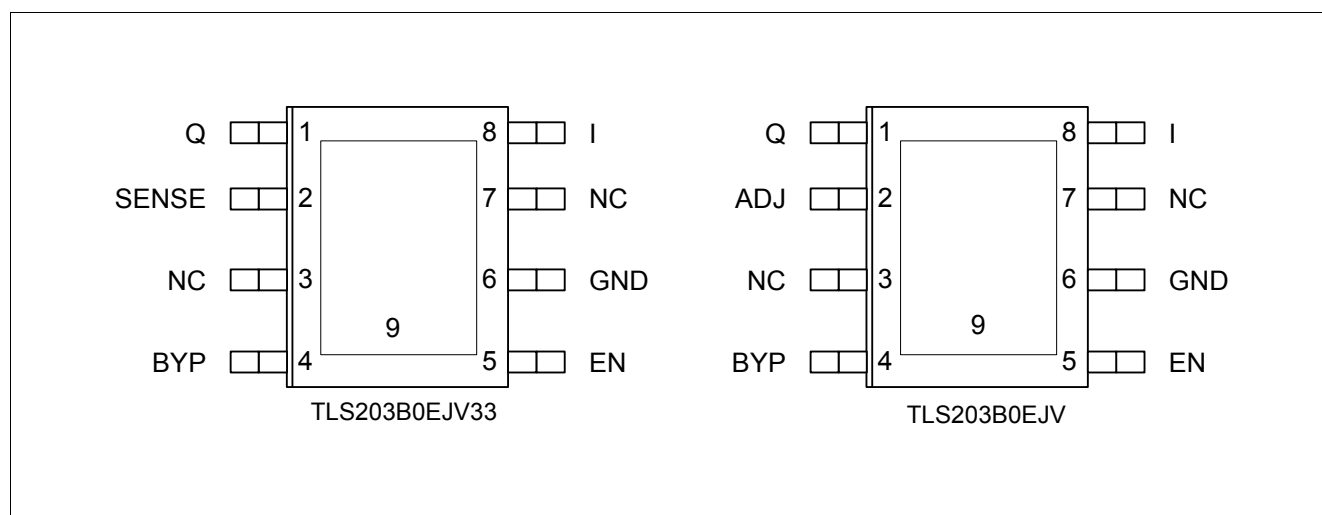 Q 1 8 I
SENSE 2 7 NC
NC 3 6 GND
9
BYP 4 5 EN
TLS203B0EJV33
Q 1 8 I
ADJ 2 7 NC
NC 3 6 GND
9
BYP 4 5 EN
TLS203B0EJV